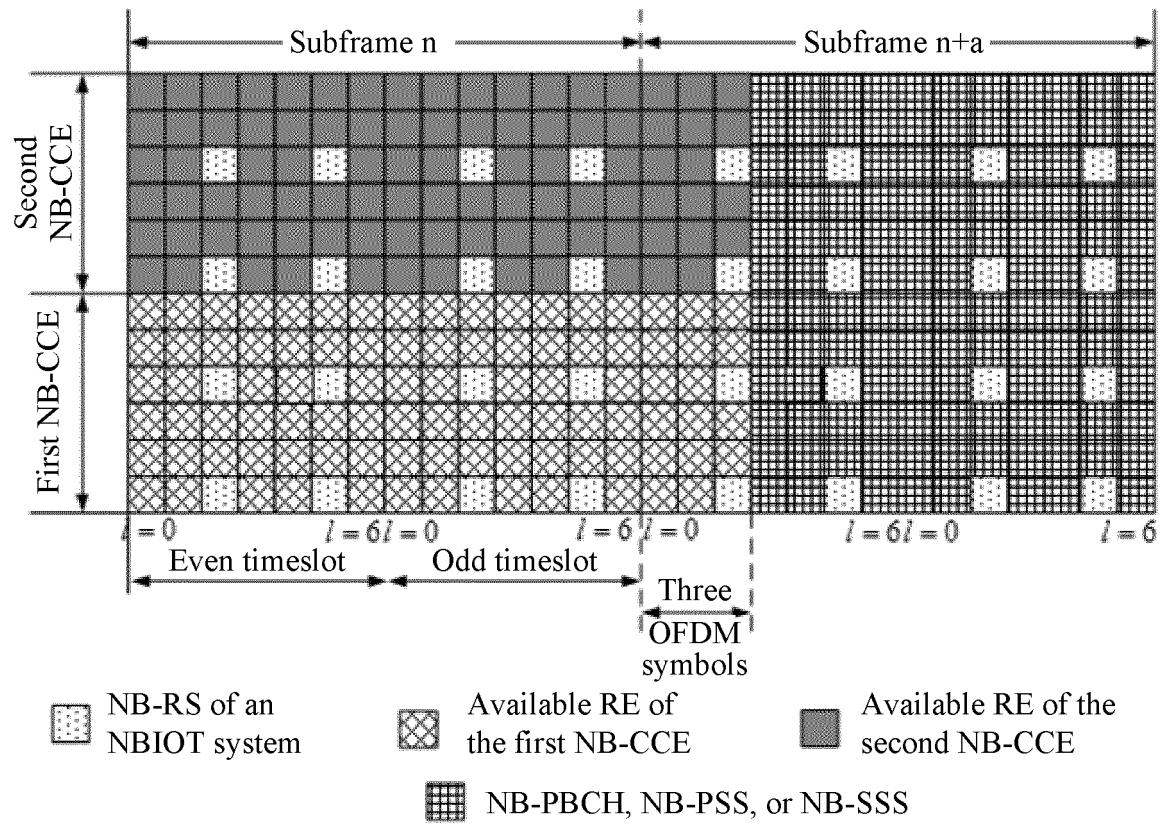 Subframe n
Subframe n+a
Second
NB-CCE
First NB-CCE
l = 0
l = 6
l = 0
l = 6
l = 0
l = 6
l = 0
l = 6
Even timeslot
Odd timeslot
Three
OFDM
symbols
NB-RS of an
NBIOT system
Available RE of
the first NB-CCE
Available RE of the
second NB-CCE
NB-PBCH, NB-PSS, or NB-SSS